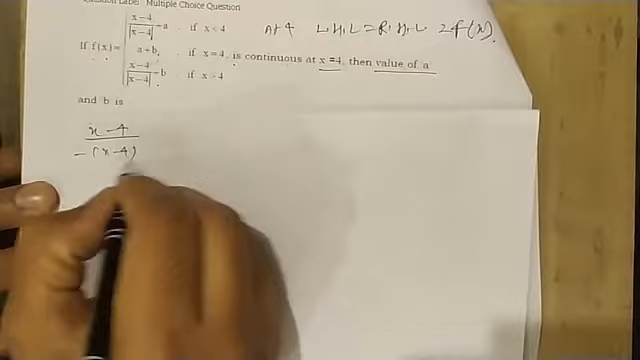 Question Label : Multiple Choice Question
x−4 / |x−4| + a , if x < 4 At 4 L.H.L = R.H.L = f(x).
If f(x) = a + b , if x = 4, is continuous at x = 4, then value of a
x−4 / |x−4| + b , if x > 4
and b is
x − 4
− (x − 4)